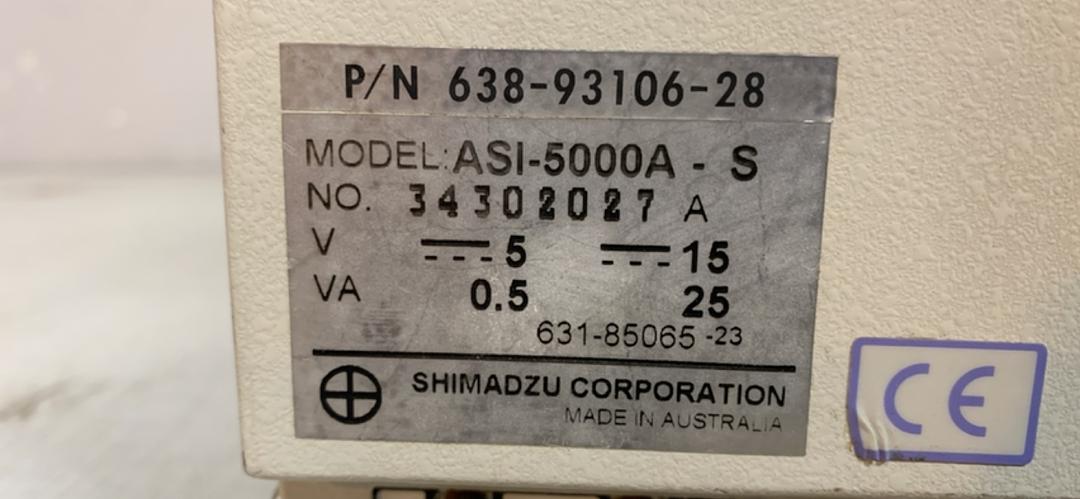 P/N 638-93106-28
MODEL: ASI-5000A - S
NO. 34302027 A
V 5 15
VA 0.5 25
631-85065 -23
SHIMADZU CORPORATION
MADE IN AUSTRALIA
CE